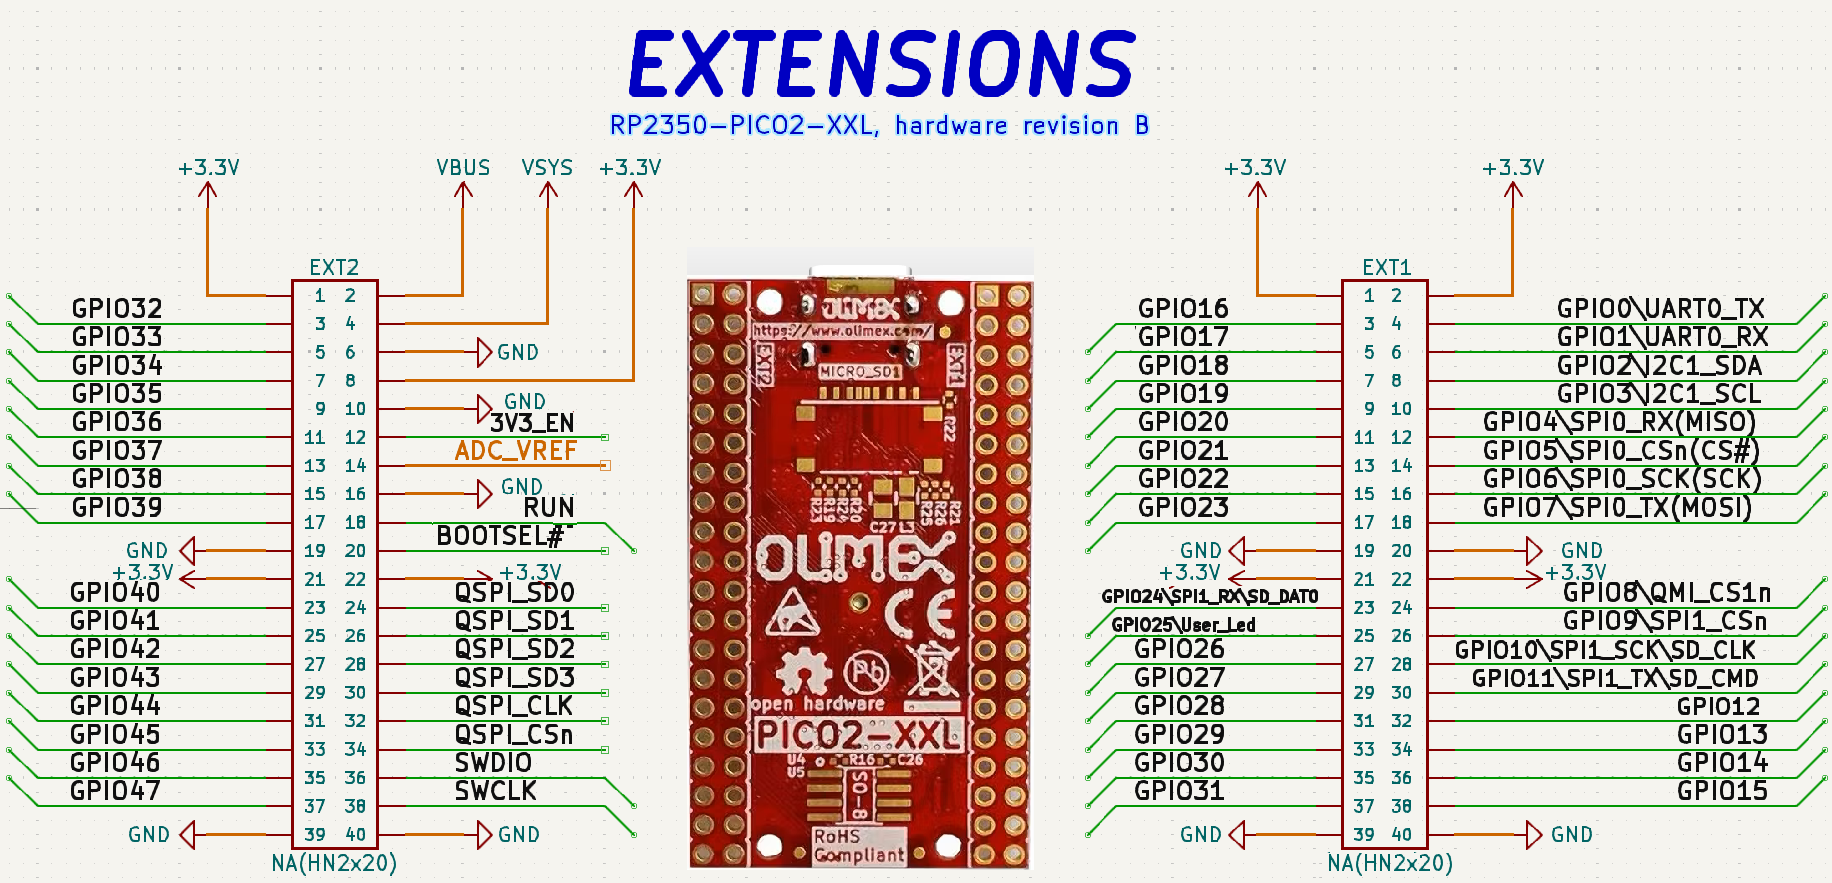 EXTENSIONS
RP2350-PICO2-XXL, hardware revision B
+3.3V VBUS VSYS +3.3V
EXT2
1 2
GPIO32
3 4
GPIO33
5 6 GND
GPIO34
7 8
GPIO35
9 10 GND
GPIO36 3V3_EN
11 12
GPIO37 ADC_VREF
13 14
GPIO38
15 16 GND
GPIO39 RUN
17 18
BOOTSEL#
GND 19 20
+3.3V 21 22 +3.3V
GPIO40 QSPI_SD0
23 24
GPIO41 QSPI_SD1
25 26
GPIO42 QSPI_SD2
27 28
GPIO43 QSPI_SD3
29 30
GPIO44 QSPI_CLK
31 32
GPIO45 QSPI_CSn
33 34
GPIO46 SWDIO
35 36
GPIO47 SWCLK
37 38
GND 39 40 GND
NA(HN2x20)
OLIMEX
https://www.olimex.com/
EXT2 EXT1
MICRO_SD1
R22
R23 R19 R24 R20
R25 R26 R21
C27 L3
OLIMEX
CE
Pb
open hardware
PICO2-XXL
U4 R16 C26
U5
SO-8
RoHS
Compliant
+3.3V +3.3V
EXT1
1 2
GPIO16 GPIO0\UART0_TX
3 4
GPIO17 GPIO1\UART0_RX
5 6
GPIO18 GPIO2\I2C1_SDA
7 8
GPIO19 GPIO3\I2C1_SCL
9 10
GPIO20 GPIO4\SPI0_RX(MISO)
11 12
GPIO21 GPIO5\SPI0_CSn(CS#)
13 14
GPIO22 GPIO6\SPI0_SCK(SCK)
15 16
GPIO23 GPIO7\SPI0_TX(MOSI)
17 18
GND 19 20 GND
+3.3V 21 22 +3.3V
GPIO24\SPI1_RX\SD_DAT0 GPIO8\QMI_CS1n
23 24
GPIO25\User_Led GPIO9\SPI1_CSn
25 26
GPIO26 GPIO10\SPI1_SCK\SD_CLK
27 28
GPIO27 GPIO11\SPI1_TX\SD_CMD
29 30
GPIO28 GPIO12
31 32
GPIO29 GPIO13
33 34
GPIO30 GPIO14
35 36
GPIO31 GPIO15
37 38
GND 39 40 GND
NA(HN2x20)